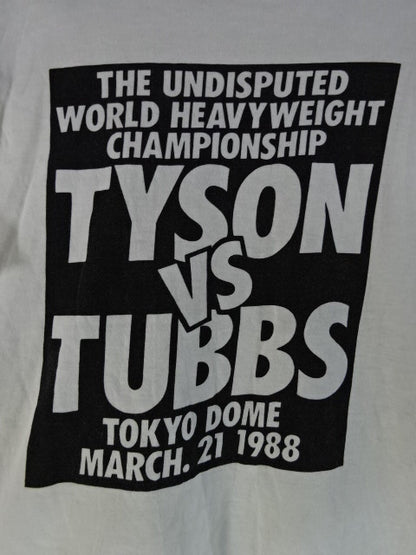 THE UNDISPUTED
WORLD HEAVYWEIGHT
CHAMPIONSHIP
TYSON
VS
TUBBS
TOKYO DOME
MARCH. 21 1988